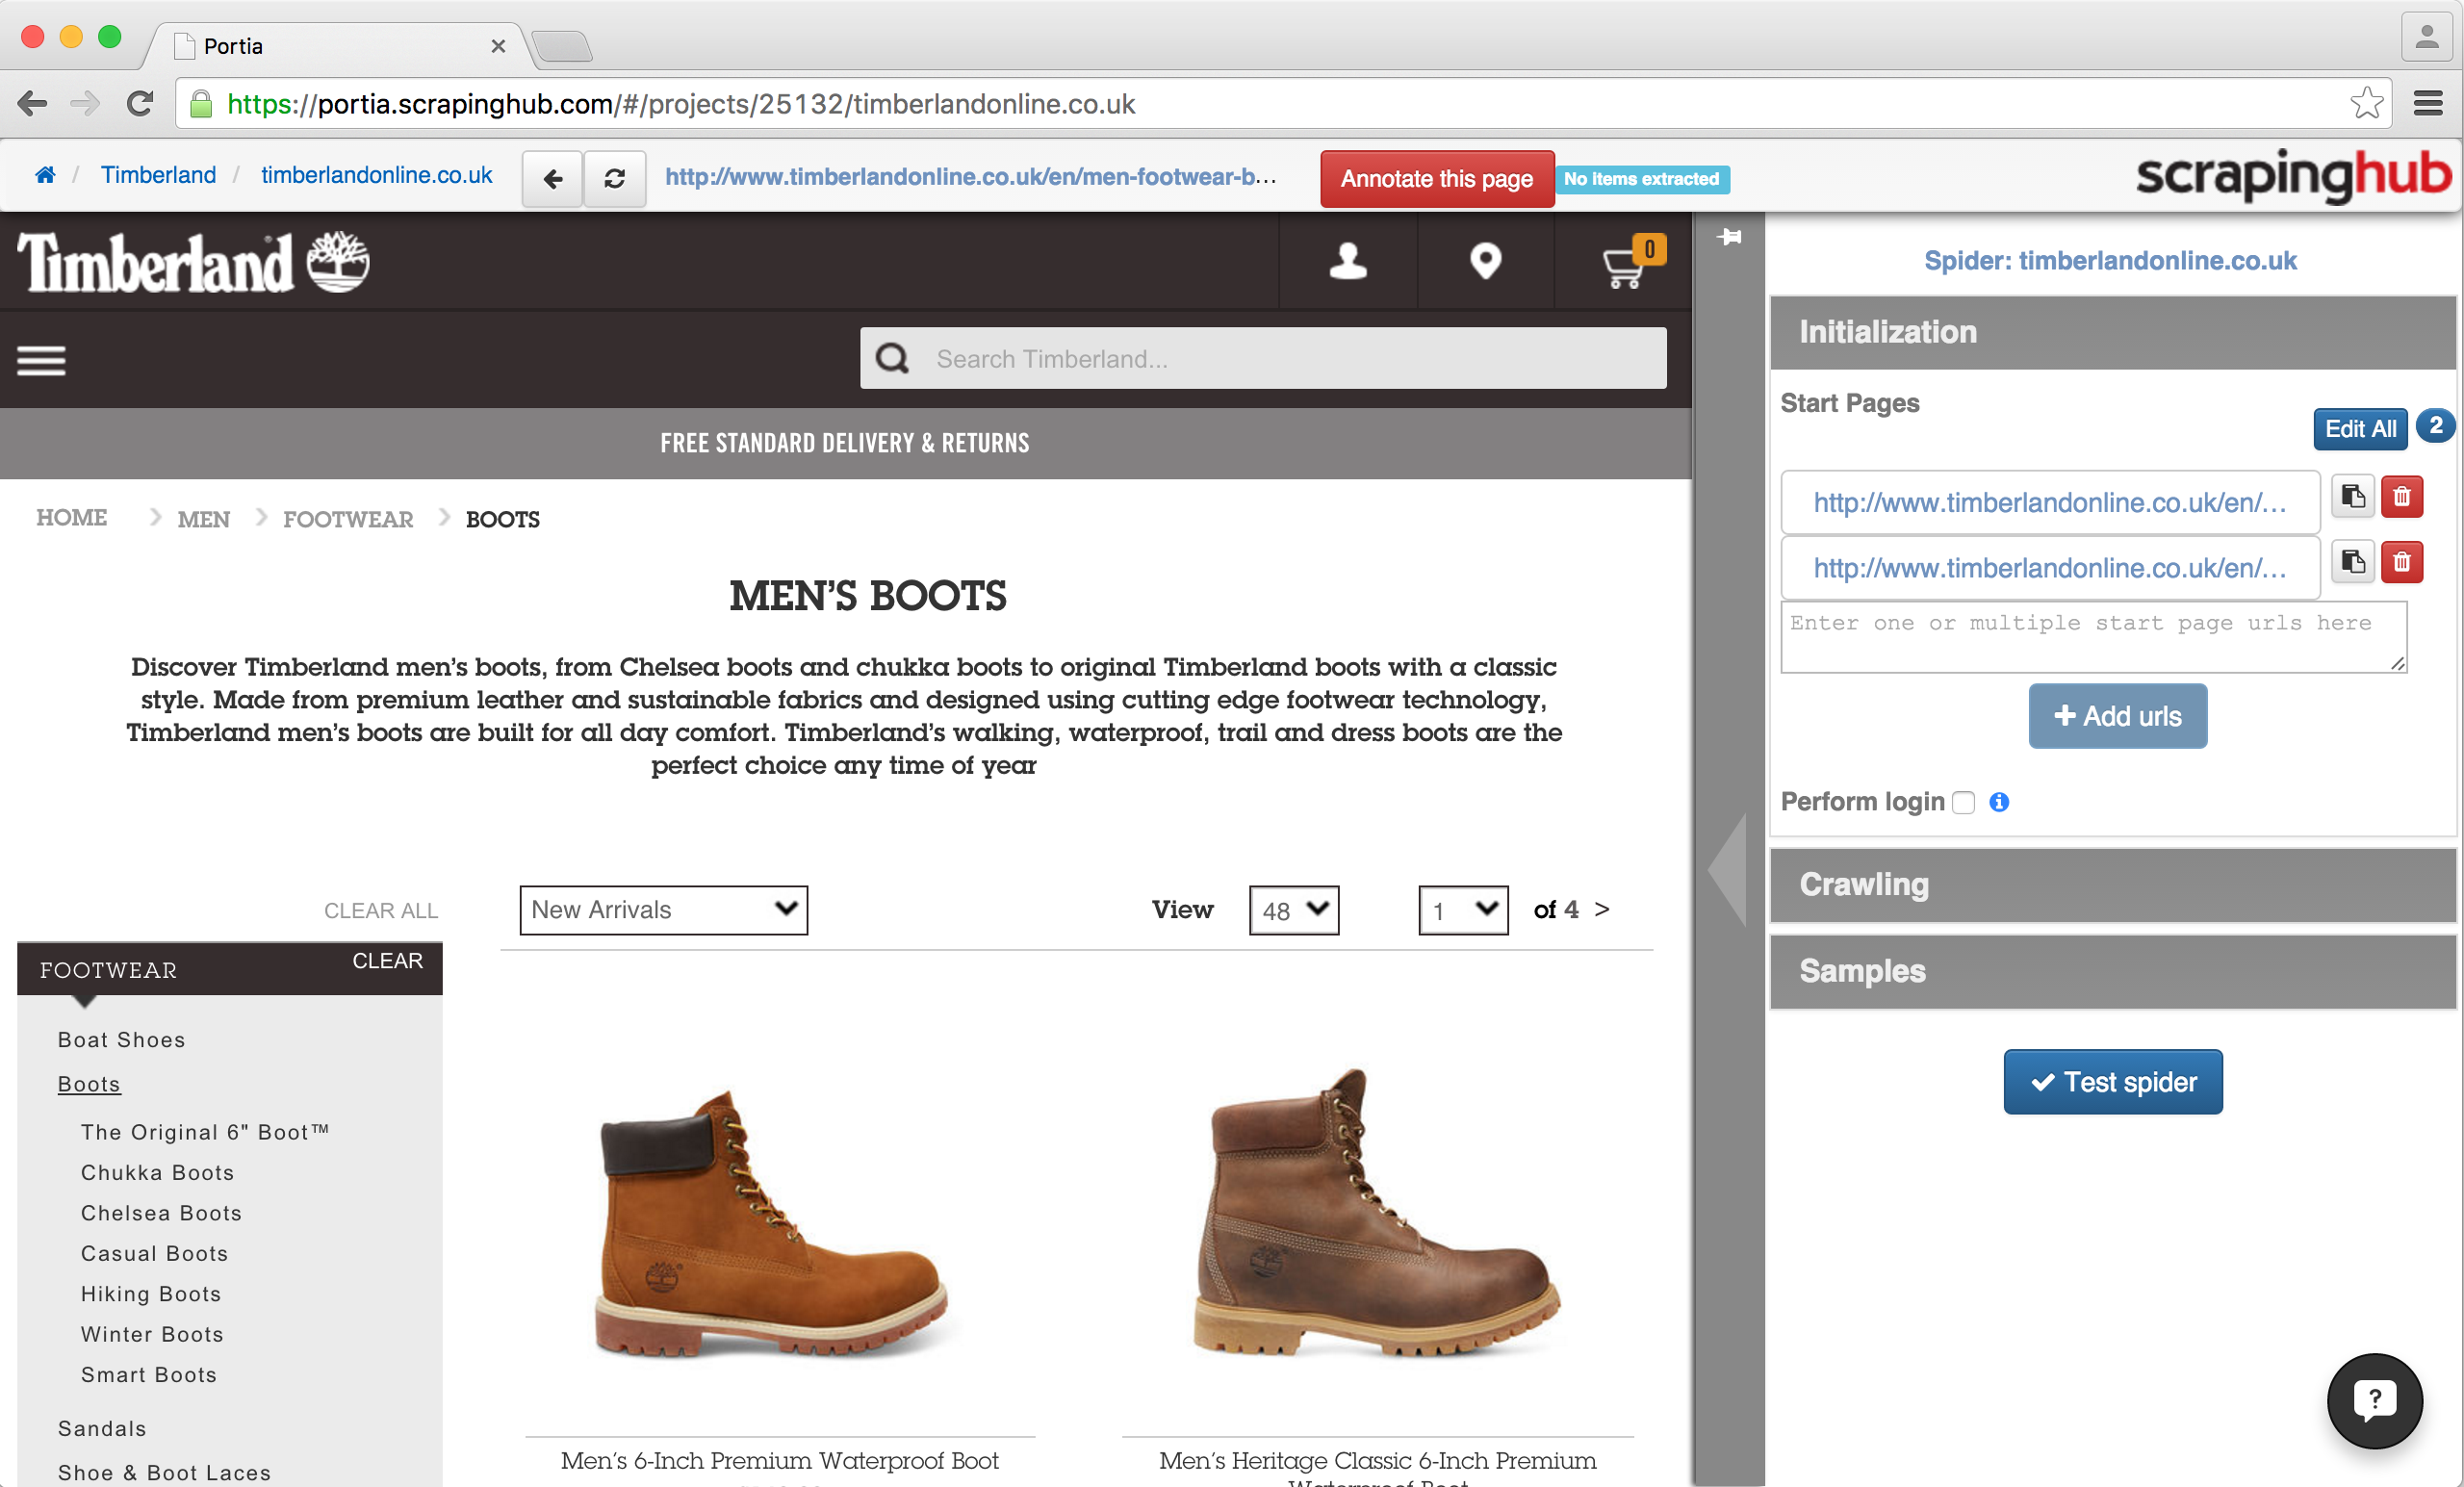 Portia
https://portia.scrapinghub.com/#/projects/25132/timberlandonline.co.uk
/ Timberland / timberlandonline.co.uk
http://www.timberlandonline.co.uk/en/men-footwear-b...
Annotate this page
No items extracted
scrapinghub
Timberland
0
Search Timberland...
FREE STANDARD DELIVERY & RETURNS
HOME > MEN > FOOTWEAR > BOOTS
MEN'S BOOTS
Discover Timberland men's boots, from Chelsea boots and chukka boots to original Timberland boots with a classic
style. Made from premium leather and sustainable fabrics and designed using cutting edge footwear technology,
Timberland men's boots are built for all day comfort. Timberland's walking, waterproof, trail and dress boots are the
perfect choice any time of year
CLEAR ALL
New Arrivals
View 48 1 of 4 >
FOOTWEAR CLEAR
Boat Shoes
Boots
The Original 6" Boot™
Chukka Boots
Chelsea Boots
Casual Boots
Hiking Boots
Winter Boots
Smart Boots
Sandals
Shoe & Boot Laces
Men's 6-Inch Premium Waterproof Boot
Men's Heritage Classic 6-Inch Premium
Waterproof Boot
Spider: timberlandonline.co.uk
Initialization
Start Pages
Edit All 2
http://www.timberlandonline.co.uk/en/...
http://www.timberlandonline.co.uk/en/...
Enter one or multiple start page urls here
+ Add urls
Perform login
Crawling
Samples
Test spider